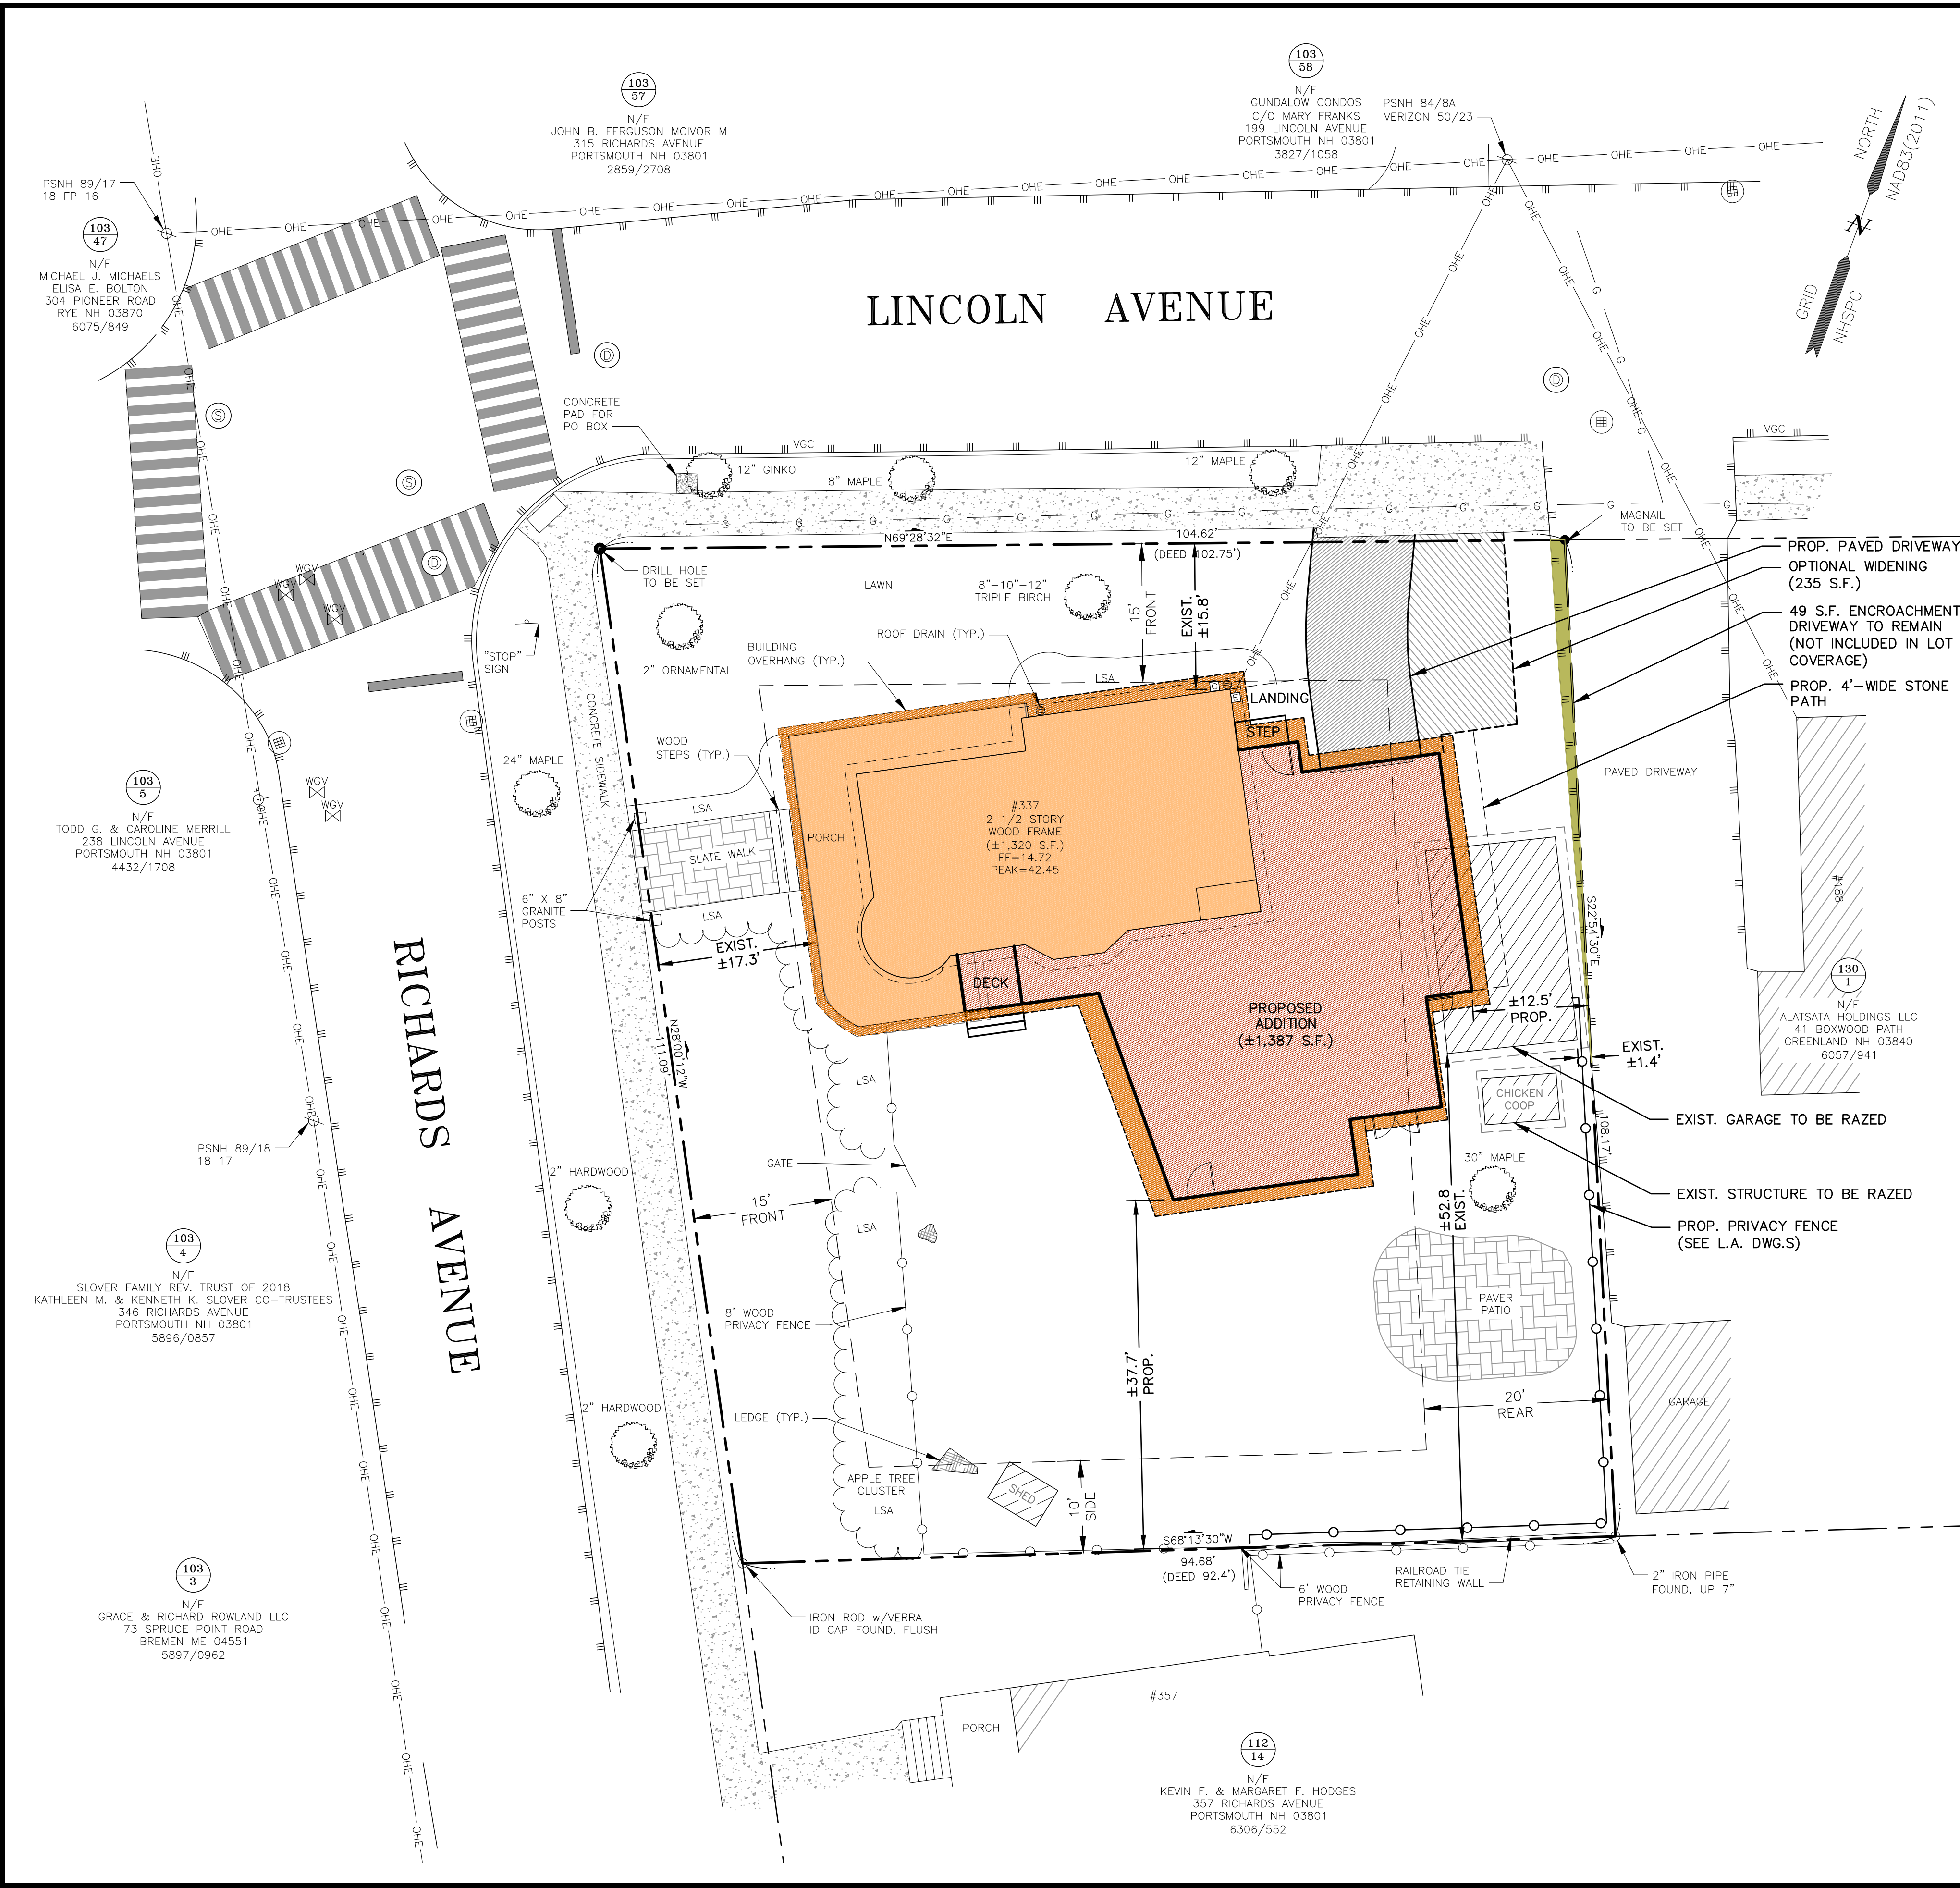 103
57
N/F
JOHN B. FERGUSON MCIVOR M
315 RICHARDS AVENUE
PORTSMOUTH NH 03801
2859/2708
103
58
N/F
GUNDALOW CONDOS
C/O MARY FRANKS
199 LINCOLN AVENUE
PORTSMOUTH NH 03801
3827/1058
PSNH 84/8A
VERIZON 50/23
NORTH
NAD83(2011)
N
GRID
NHSPC
PSNH 89/17
18 FP 16
103
47
N/F
MICHAEL J. MICHAELS
ELISA E. BOLTON
304 PIONEER ROAD
RYE NH 03870
6075/849
OHE
LINCOLN AVENUE
D
D
S
S
D
CONCRETE
PAD FOR
PO BOX
VGC
VGC
12" GINKO
8" MAPLE
12" MAPLE
G
N69°28'32"E
104.62'
(DEED 102.75')
MAGNAIL
TO BE SET
DRILL HOLE
TO BE SET
LAWN
8"-10"-12"
TRIPLE BIRCH
15'
FRONT
EXIST.
±15.8'
PROP. PAVED DRIVEWAY
OPTIONAL WIDENING
(235 S.F.)
49 S.F. ENCROACHMENT
DRIVEWAY TO REMAIN
(NOT INCLUDED IN LOT
COVERAGE)
PROP. 4'-WIDE STONE
PATH
WGV
WGV
WGV
"STOP"
SIGN
2" ORNAMENTAL
BUILDING
OVERHANG (TYP.)
ROOF DRAIN (TYP.)
LSA
G
E
LANDING
STEP
CONCRETE SIDEWALK
WOOD
STEPS (TYP.)
24" MAPLE
PAVED DRIVEWAY
WGV
WGV
103
5
N/F
TODD G. & CAROLINE MERRILL
238 LINCOLN AVENUE
PORTSMOUTH NH 03801
4432/1708
LSA
SLATE WALK
PORCH
#337
2 1/2 STORY
WOOD FRAME
(±1,320 S.F.)
FF=14.72
PEAK=42.45
6" X 8"
GRANITE
POSTS
LSA
EXIST.
±17.3'
#188
S22°54'30"E
108.17'
RICHARDS AVENUE
DECK
PROPOSED
ADDITION
(±1,387 S.F.)
±12.5'
PROP.
EXIST.
±1.4'
130
1
N/F
ALATSATA HOLDINGS LLC
41 BOXWOOD PATH
GREENLAND NH 03840
6057/941
N28°00'12"W
111.09'
LSA
CHICKEN
COOP
EXIST. GARAGE TO BE RAZED
PSNH 89/18
18 17
GATE
2" HARDWOOD
30" MAPLE
EXIST. STRUCTURE TO BE RAZED
15'
FRONT
LSA
±52.8
EXIST.
PROP. PRIVACY FENCE
(SEE L.A. DWG.S)
103
4
N/F
SLOVER FAMILY REV. TRUST OF 2018
KATHLEEN M. & KENNETH K. SLOVER CO-TRUSTEES
346 RICHARDS AVENUE
PORTSMOUTH NH 03801
5896/0857
8' WOOD
PRIVACY FENCE
PAVER
PATIO
±37.7'
PROP.
20'
REAR
GARAGE
2" HARDWOOD
LEDGE (TYP.)
APPLE TREE
CLUSTER
LSA
SHED
10'
SIDE
S68°13'30"W
94.68'
(DEED 92.4')
6' WOOD
PRIVACY FENCE
RAILROAD TIE
RETAINING WALL
2" IRON PIPE
FOUND, UP 7"
103
3
N/F
GRACE & RICHARD ROWLAND LLC
73 SPRUCE POINT ROAD
BREMEN ME 04551
5897/0962
IRON ROD w/VERRA
ID CAP FOUND, FLUSH
#357
PORCH
112
14
N/F
KEVIN F. & MARGARET F. HODGES
357 RICHARDS AVENUE
PORTSMOUTH NH 03801
6306/552